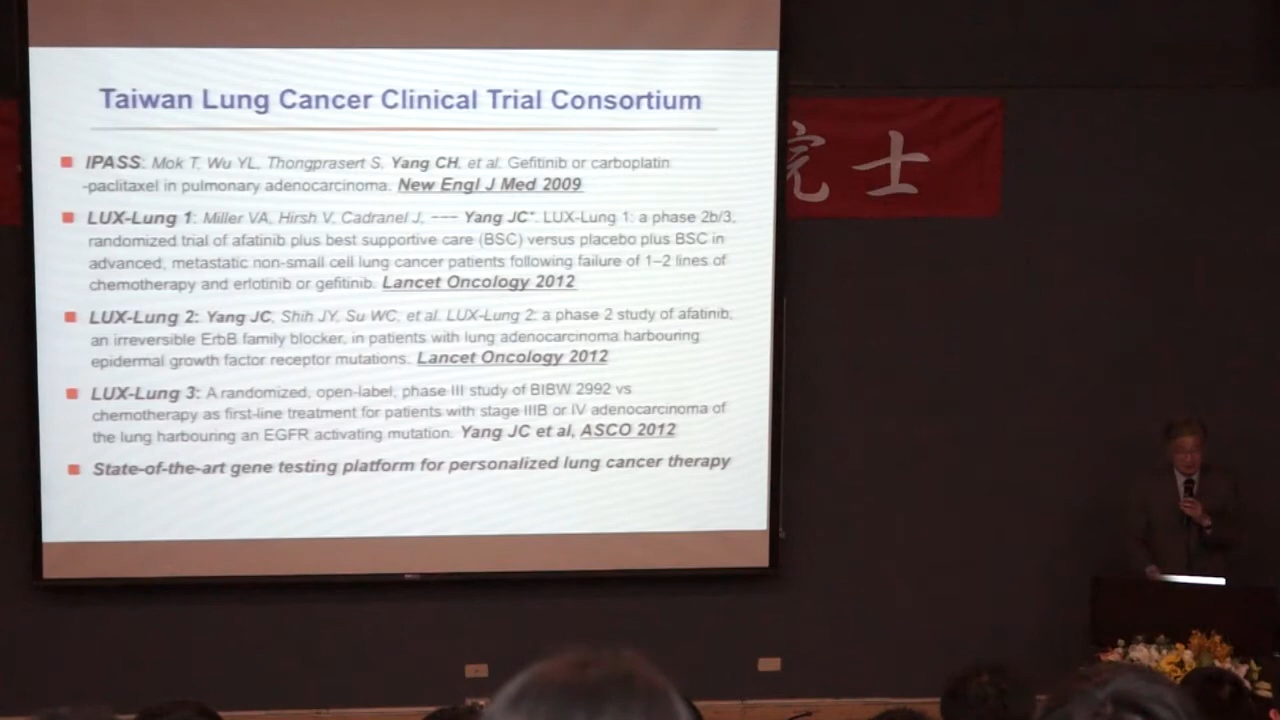 Taiwan Lung Cancer Clinical Trial Consortium
IPASS: Mok T, Wu YL, Thongprasert S, Yang CH, et al. Gefitinib or carboplatin
-paclitaxel in pulmonary adenocarcinoma. New Engl J Med 2009
LUX-Lung 1: Miller VA, Hirsh V, Cadranel J, --- Yang JC*. LUX-Lung 1: a phase 2b/3,
randomized trial of afatinib plus best supportive care (BSC) versus placebo plus BSC in
advanced, metastatic non-small cell lung cancer patients following failure of 1–2 lines of
chemotherapy and erlotinib or gefitinib. Lancet Oncology 2012
LUX-Lung 2: Yang JC, Shih JY, Su WC, et al. LUX-Lung 2: a phase 2 study of afatinib,
an irreversible ErbB family blocker, in patients with lung adenocarcinoma harbouring
epidermal growth factor receptor mutations. Lancet Oncology 2012
LUX-Lung 3: A randomized, open-label, phase III study of BIBW 2992 vs
chemotherapy as first-line treatment for patients with stage IIIB or IV adenocarcinoma of
the lung harbouring an EGFR activating mutation. Yang JC et al, ASCO 2012
State-of-the-art gene testing platform for personalized lung cancer therapy
院士